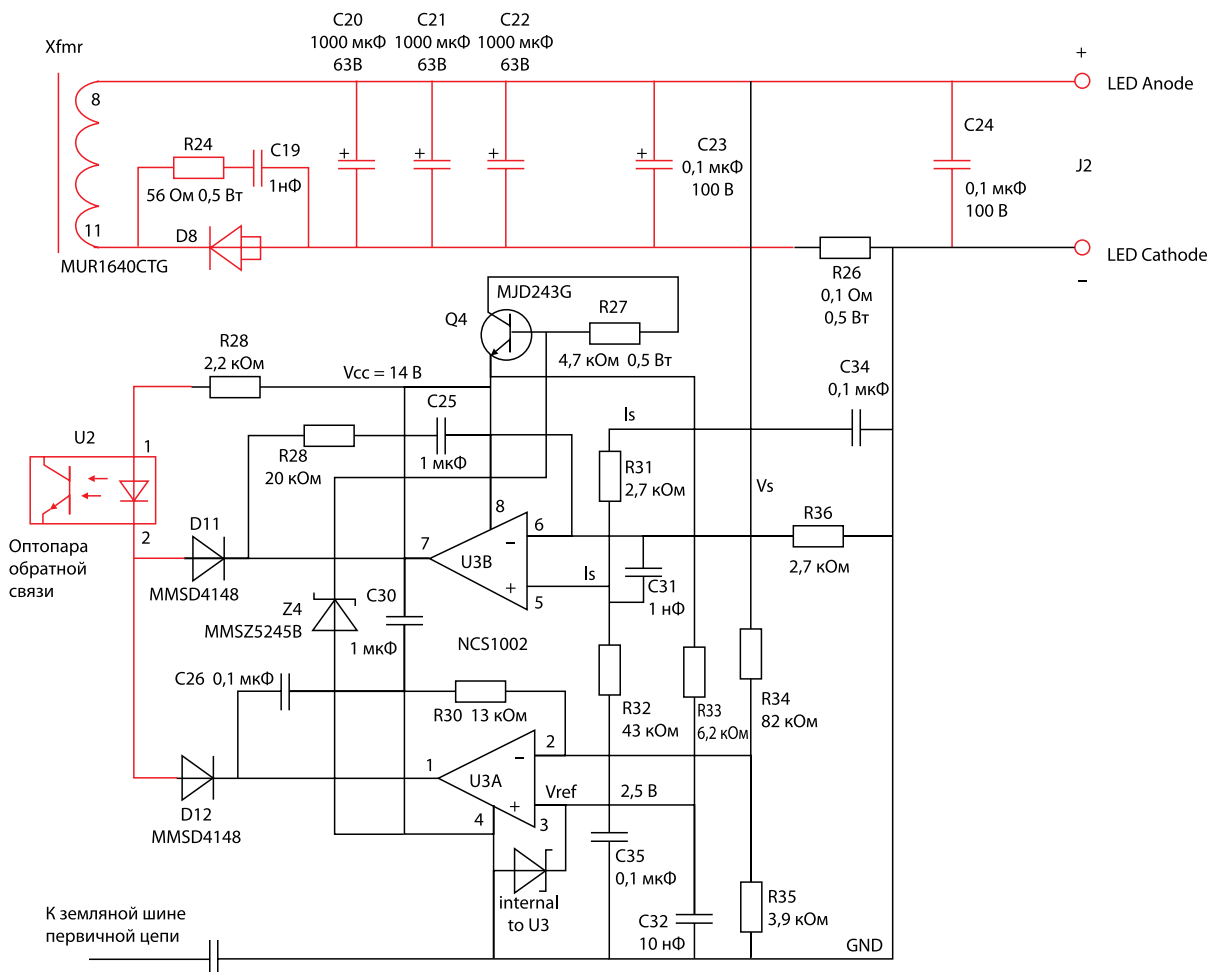 C20
1000 мкФ
63В
C21
1000 мкФ
63В
C22
1000 мкФ
63В
Xfmr
+
8
LED Anode
R24
C19
+
+
+
+
C23
0,1 мкФ
100 В
C24
J2
56 Ом 0,5 Вт
1нФ
0,1 мкФ
100 В
11
D8
MUR1640CTG
R26
0,1 Ом
0,5 Вт
LED Cathode
–
MJD243G
Q4
R27
4,7 кОм 0,5 Вт
R28
2,2 кОм
Vcc = 14 В
C34
0,1 мкФ
C25
Is
U2
1
R28
20 кОм
1 мкФ
R31
2,7 кОм
Vs
2
D11
8
6
R36
Оптопара
обратной
связи
7
–
U3B
+
5
Is
2,7 кОм
MMSD4148
C31
1 нФ
Z4
MMSZ5245B
C30
1 мкФ
NCS1002
C26 0,1 мкФ
R30 13 кОм
R32
43 кОм
R33
6,2 кОм
R34
82 кОм
2
1
–
U3A
+
Vref
2,5 В
D12
MMSD4148
4
3
C35
0,1 мкФ
internal
to U3
R35
3,9 кОм
К земляной шине
первичной цепи
C32
10 нФ
GND